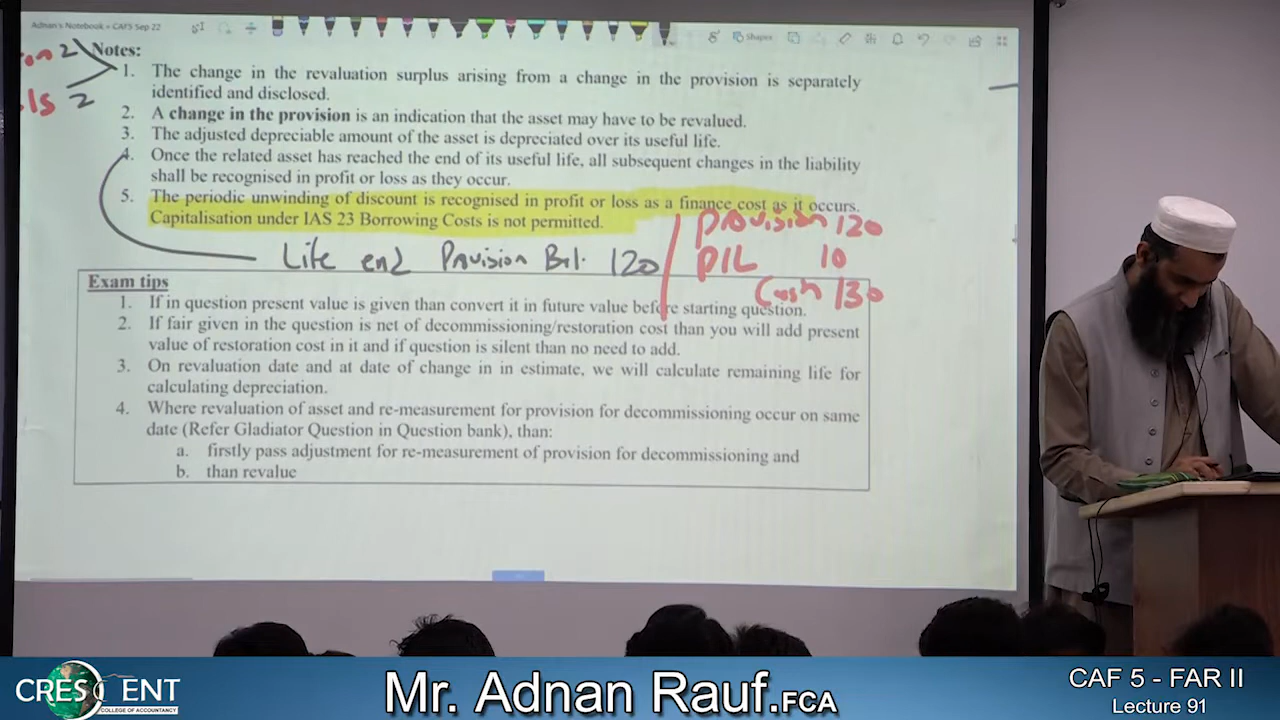 Adnan's Notebook » CAF5 Sep 22
Shapes
Notes:
1. The change in the revaluation surplus arising from a change in the provision is separately
identified and disclosed.
2. A change in the provision is an indication that the asset may have to be revalued.
3. The adjusted depreciable amount of the asset is depreciated over its useful life.
4. Once the related asset has reached the end of its useful life, all subsequent changes in the liability
shall be recognised in profit or loss as they occur.
5. The periodic unwinding of discount is recognised in profit or loss as a finance cost as it occurs.
Capitalisation under IAS 23 Borrowing Costs is not permitted.
Life end Provision Bal. 120
Provision 120
P/L 10
Cash 130
Exam tips
1. If in question present value is given than convert it in future value before starting question.
2. If fair given in the question is net of decommissioning/restoration cost than you will add present
value of restoration cost in it and if question is silent than no need to add.
3. On revaluation date and at date of change in in estimate, we will calculate remaining life for
calculating depreciation.
4. Where revaluation of asset and re-measurement for provision for decommissioning occur on same
date (Refer Gladiator Question in Question bank), than:
a. firstly pass adjustment for re-measurement of provision for decommissioning and
b. than revalue
CRESCENT
COLLEGE OF ACCOUNTANCY
Mr. Adnan Rauf.FCA
CAF 5 - FAR II
Lecture 91